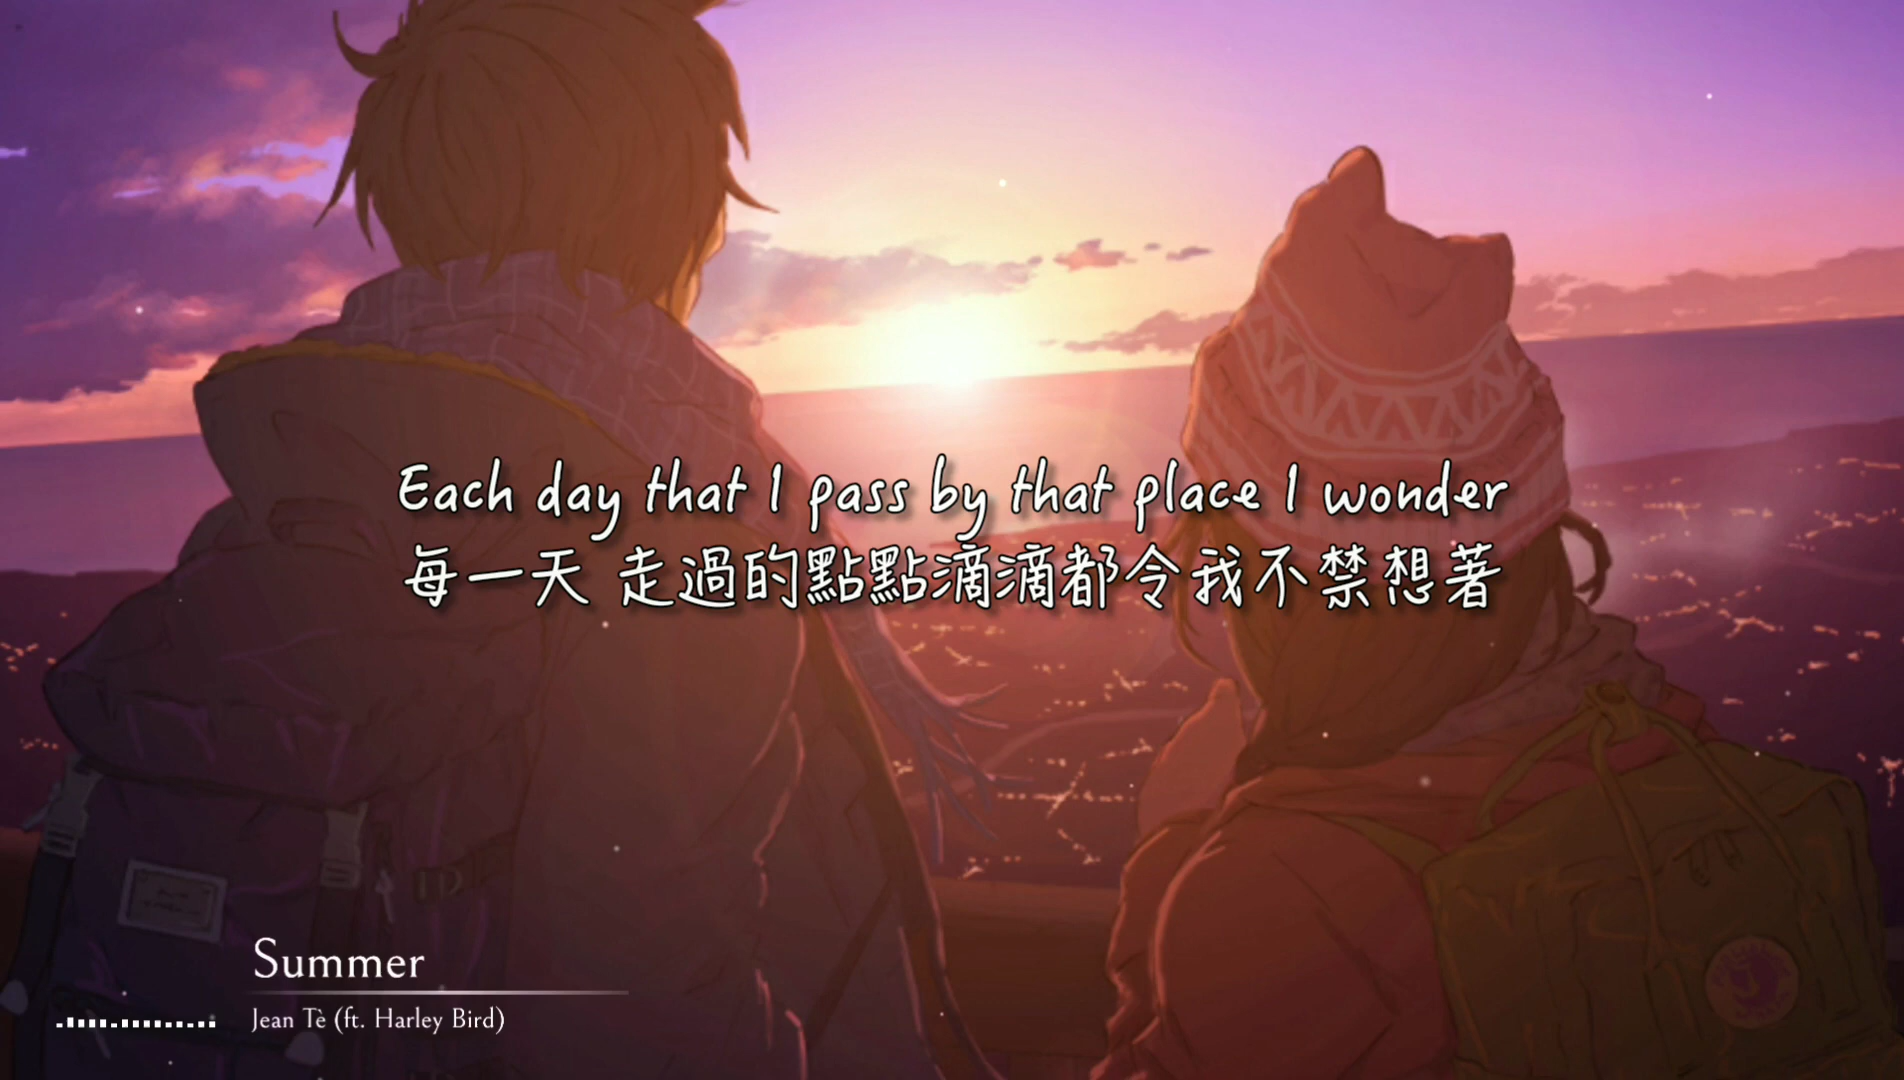 Each day that I pass by that place I wonder
每一天 走過的點點滴滴都令我不禁想著
Summer
Jean Tè (ft. Harley Bird)